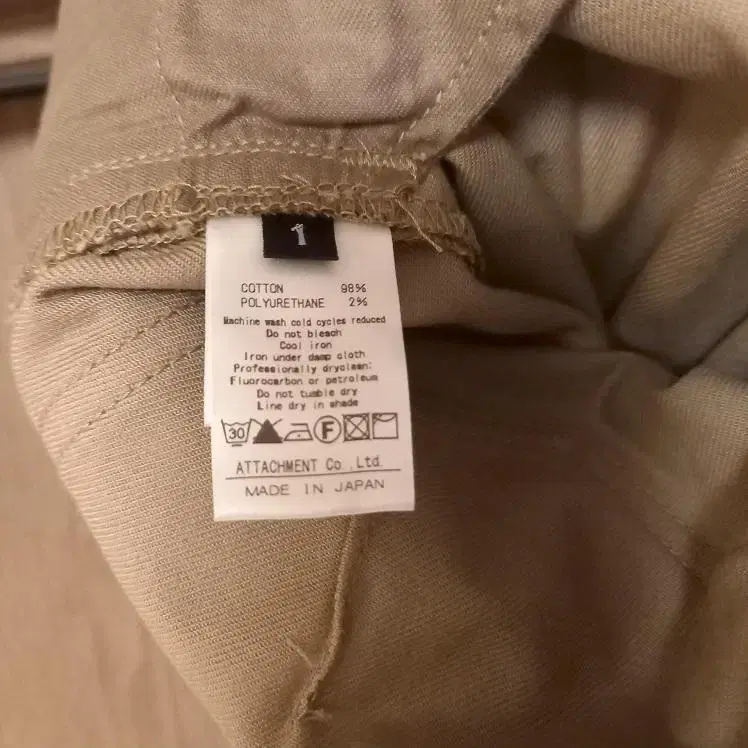 1
COTTON 98%
POLYURETHANE 2%
Machine wash cold cycles reduced
Do not bleach
Cool iron
Iron under damp cloth
Professionally dryclean:
Fluorocarbon or petroleum
Do not tumble dry
Line dry in shade
30 F
ATTACHMENT Co.,Ltd.
MADE IN JAPAN